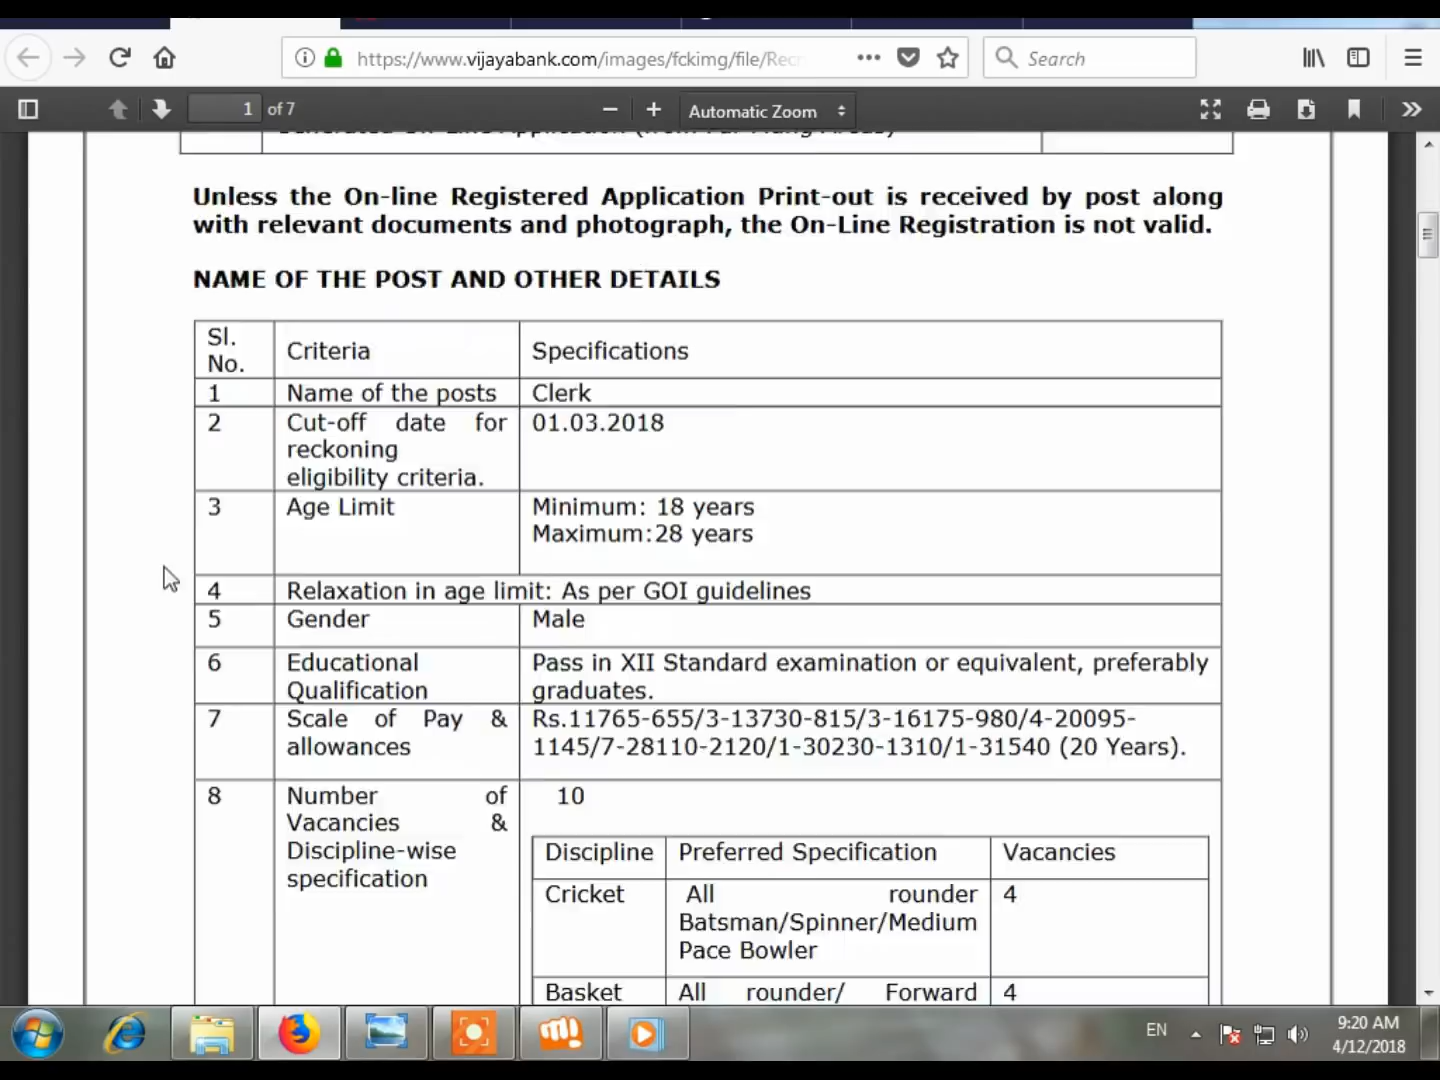 https://www.vijayabank.com/images/fckimg/file/Recr
Search
1 of 7
Automatic Zoom
Generated On-Line Application (from Far Flung Areas)
Unless the On-line Registered Application Print-out is received by post along
with relevant documents and photograph, the On-Line Registration is not valid.
NAME OF THE POST AND OTHER DETAILS
Sl.
No.
Criteria
Specifications
1
Name of the posts
Clerk
2
Cut-off date for
reckoning
eligibility criteria.
01.03.2018
3
Age Limit
Minimum: 18 years
Maximum:28 years
4
Relaxation in age limit: As per GOI guidelines
5
Gender
Male
6
Educational
Qualification
Pass in XII Standard examination or equivalent, preferably
graduates.
7
Scale of Pay &
allowances
Rs.11765-655/3-13730-815/3-16175-980/4-20095-
1145/7-28110-2120/1-30230-1310/1-31540 (20 Years).
8
Number of
Vacancies &
Discipline-wise
specification
10
Discipline
Preferred Specification
Vacancies
Cricket
All rounder
Batsman/Spinner/Medium
Pace Bowler
4
Basket
All rounder/ Forward
4
EN
9:20 AM
4/12/2018